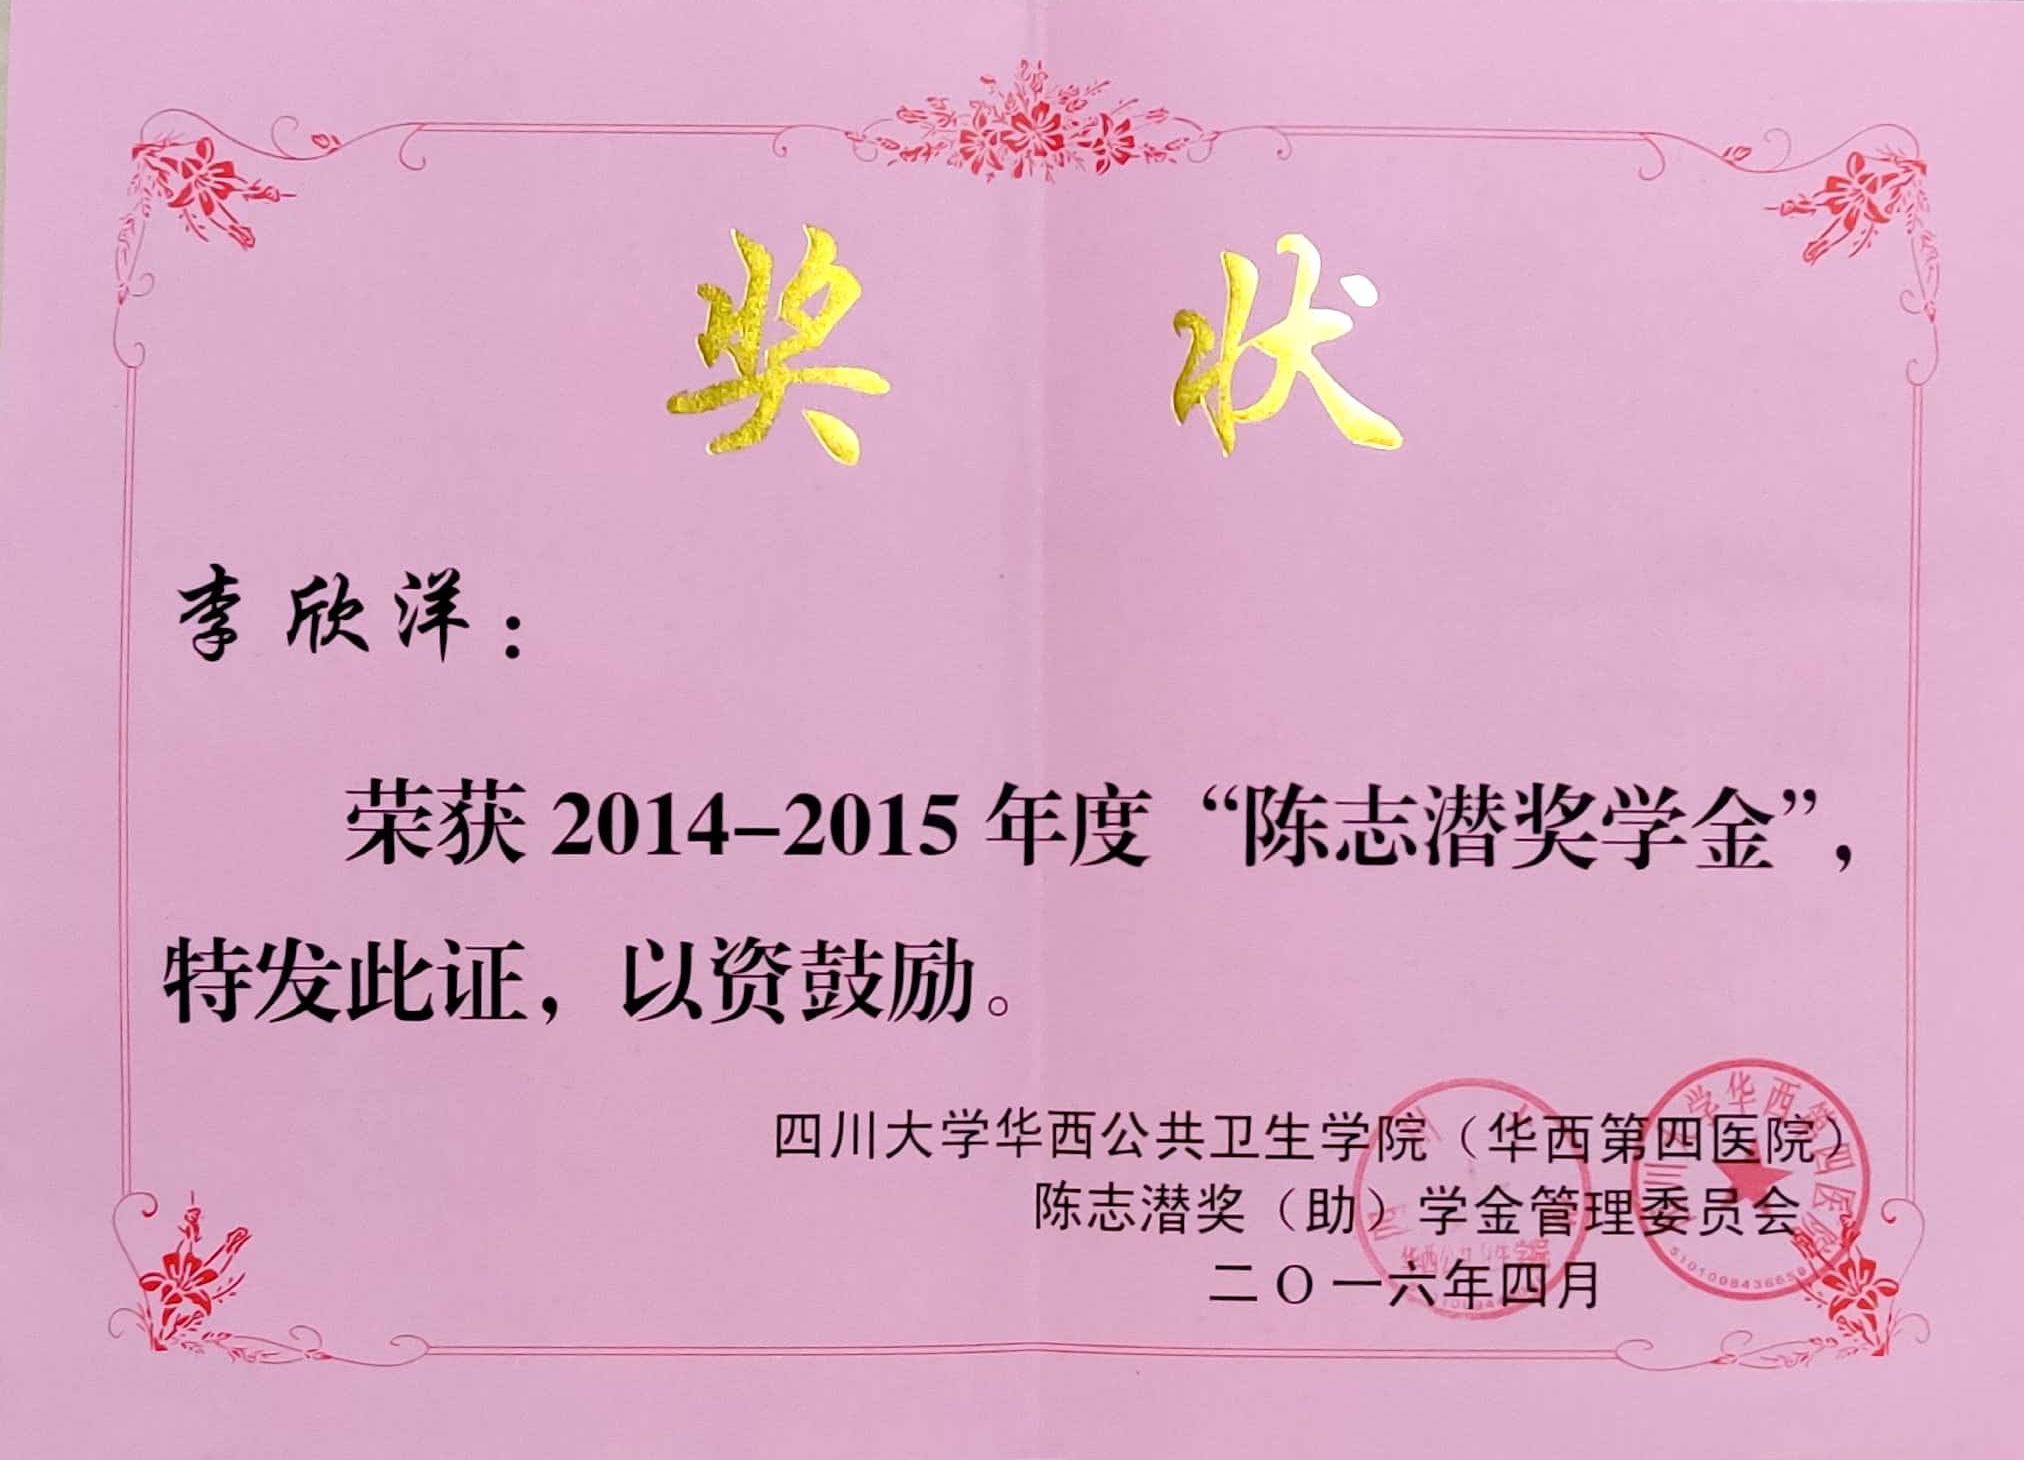 奖 状
李欣洋：
荣获 2014-2015 年度“陈志潜奖学金”，
特发此证，以资鼓励。
四川大学华西公共卫生学院（华西第四医院）
陈志潜奖（助）学金管理委员会
二O一六年四月